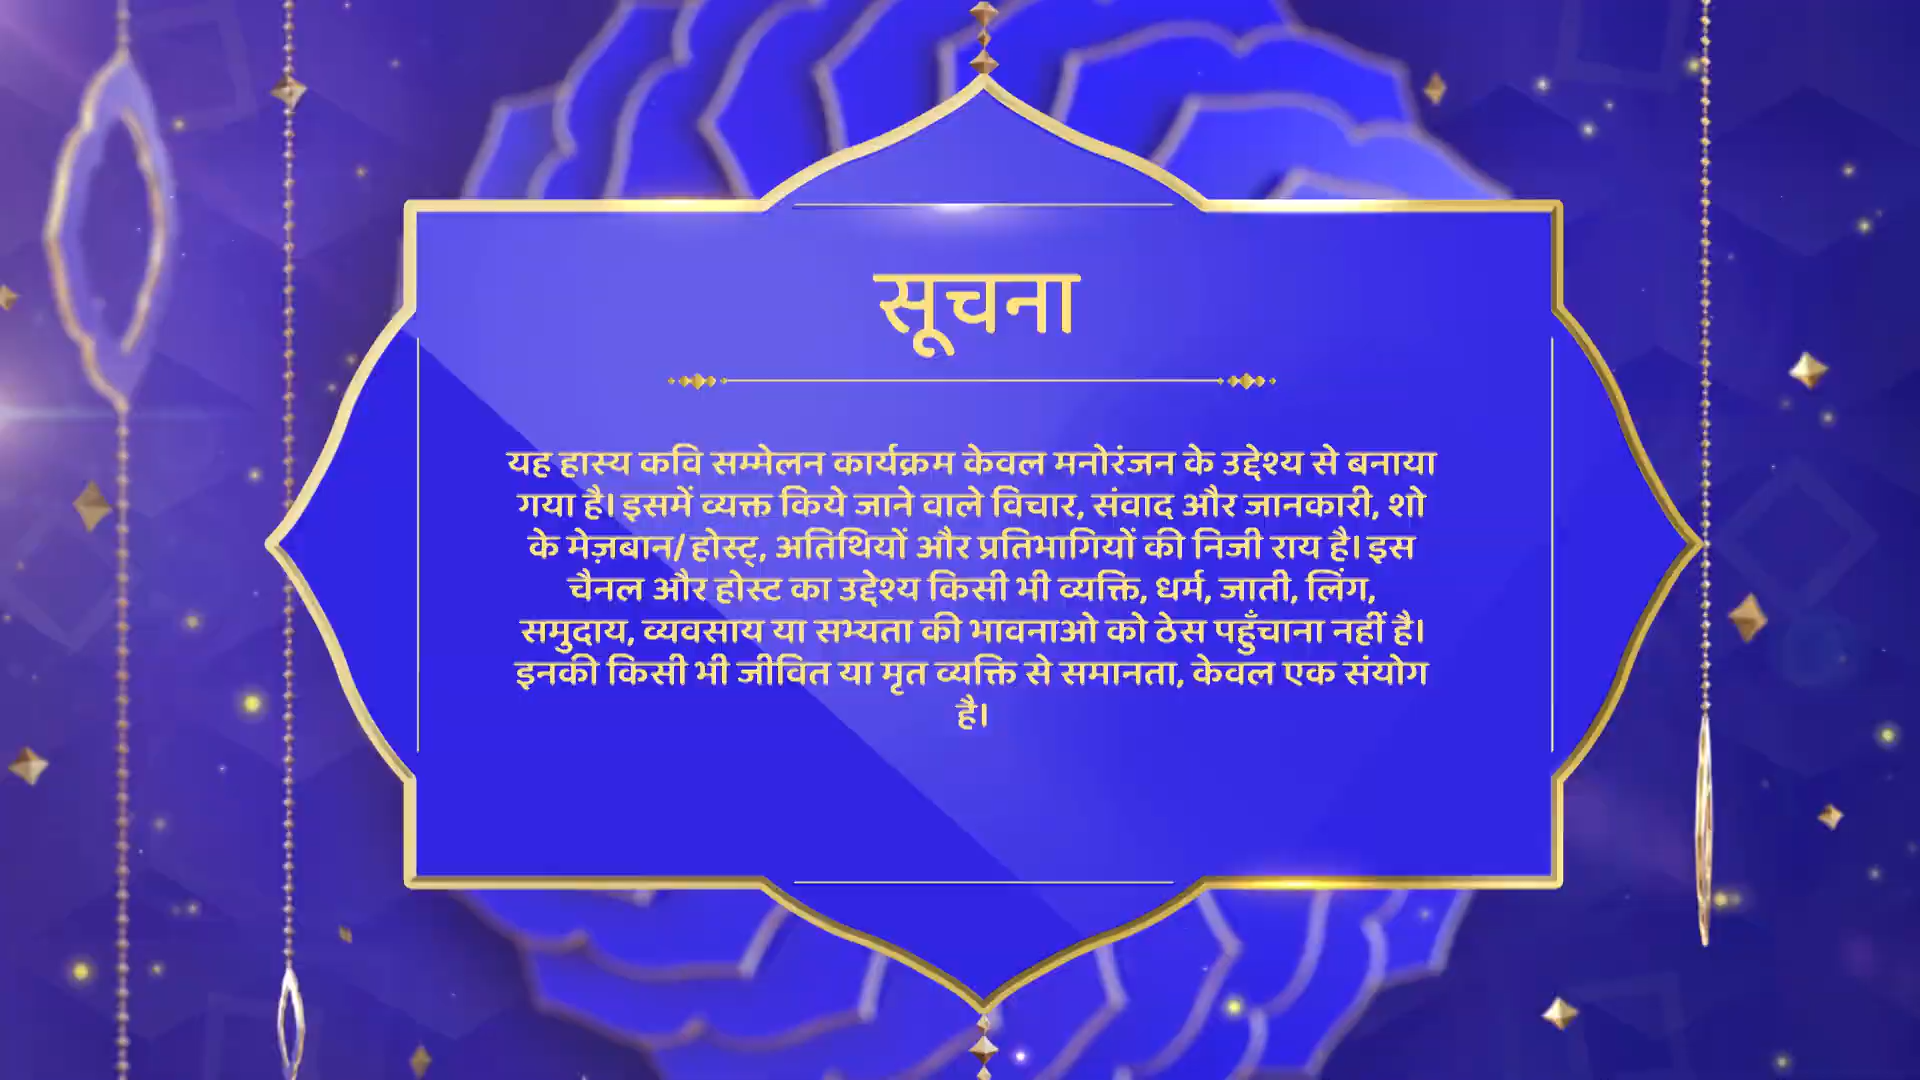 सूचना
यह हास्य कवि सम्मेलन कार्यक्रम केवल मनोरंजन के उद्देश्य से बनाया
गया है। इसमें व्यक्त किये जाने वाले विचार, संवाद और जानकारी, शो
के मेज़बान/ होस्ट्, अतिथियों और प्रतिभागियों की निजी राय है। इस
चैनल और होस्ट का उद्देश्य किसी भी व्यक्ति, धर्म, जाती, लिंग,
समुदाय, व्यवसाय या सभ्यता की भावनाओ को ठेस पहुँचाना नहीं है।
इनकी किसी भी जीवित या मृत व्यक्ति से समानता, केवल एक संयोग
है।